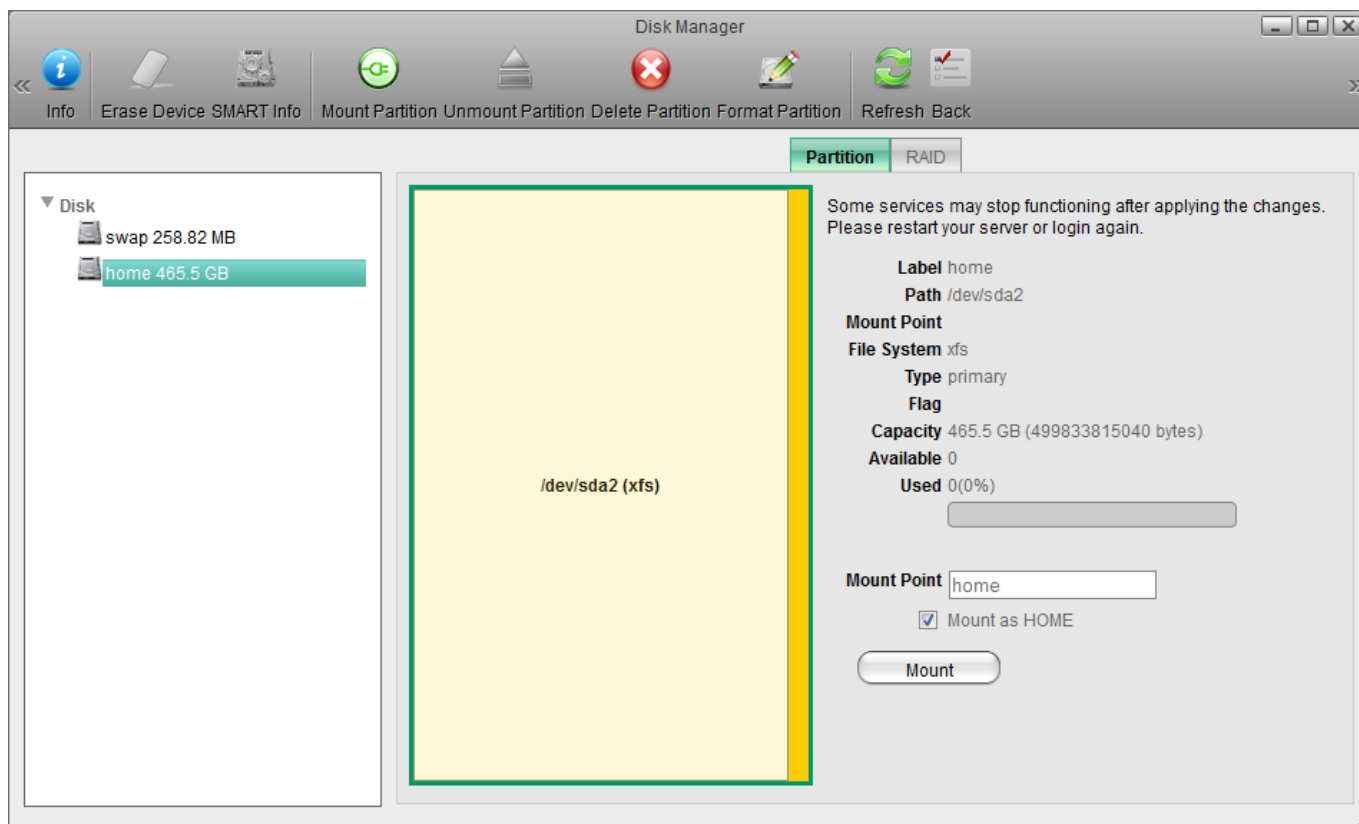 Disk Manager
Info
Erase Device
SMART Info
Mount Partition
Unmount Partition
Delete Partition
Format Partition
Refresh
Back
Partition
RAID
Disk
swap 258.82 MB
home 465.5 GB
/dev/sda2 (xfs)
Some services may stop functioning after applying the changes.
Please restart your server or login again.
Label home
Path /dev/sda2
Mount Point
File System xfs
Type primary
Flag
Capacity 465.5 GB (499833815040 bytes)
Available 0
Used 0(0%)
Mount Point home
Mount as HOME
Mount